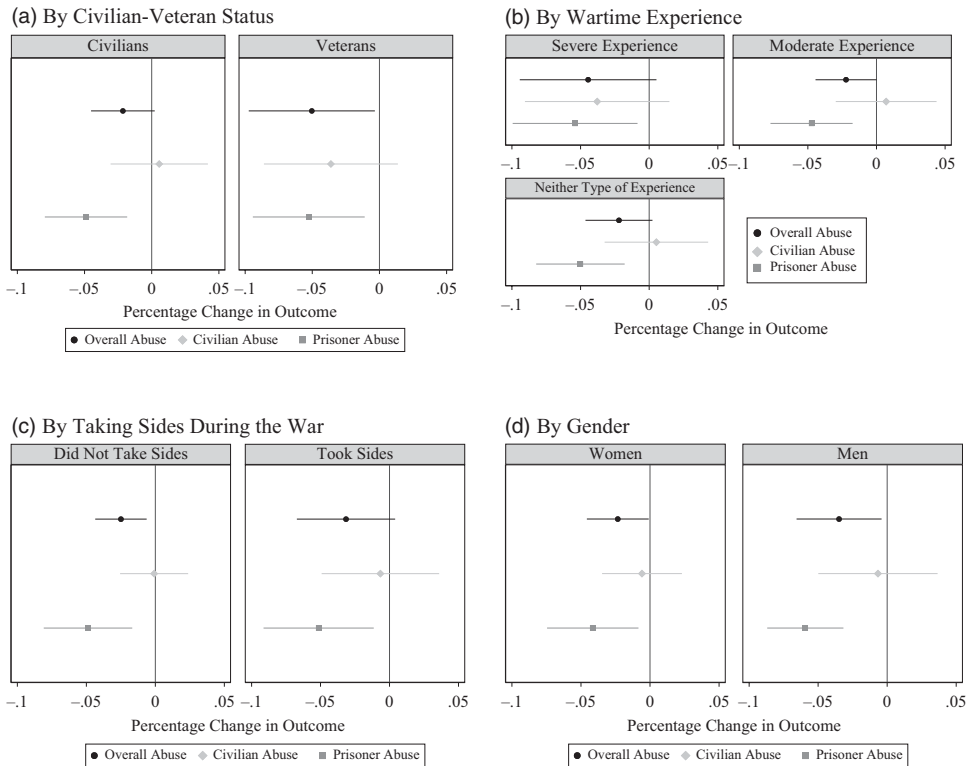 (a) By Civilian-Veteran Status
Civilians
Veterans
–.1 –.05 0 .05 –.1 –.05 0 .05
Percentage Change in Outcome
Overall Abuse Civilian Abuse Prisoner Abuse
(b) By Wartime Experience
Severe Experience
Moderate Experience
–.1 –.05 0 .05
Neither Type of Experience
–.1 –.05 0 .05
Overall Abuse
Civilian Abuse
Prisoner Abuse
–.1 –.05 0 .05
Percentage Change in Outcome
(c) By Taking Sides During the War
Did Not Take Sides
Took Sides
–.1 –.05 0 .05 –.1 –.05 0 .05
Percentage Change in Outcome
Overall Abuse Civilian Abuse Prisoner Abuse
(d) By Gender
Women
Men
–.1 –.05 0 .05 –.1 –.05 0 .05
Percentage Change in Outcome
Overall Abuse Civilian Abuse Prisoner Abuse